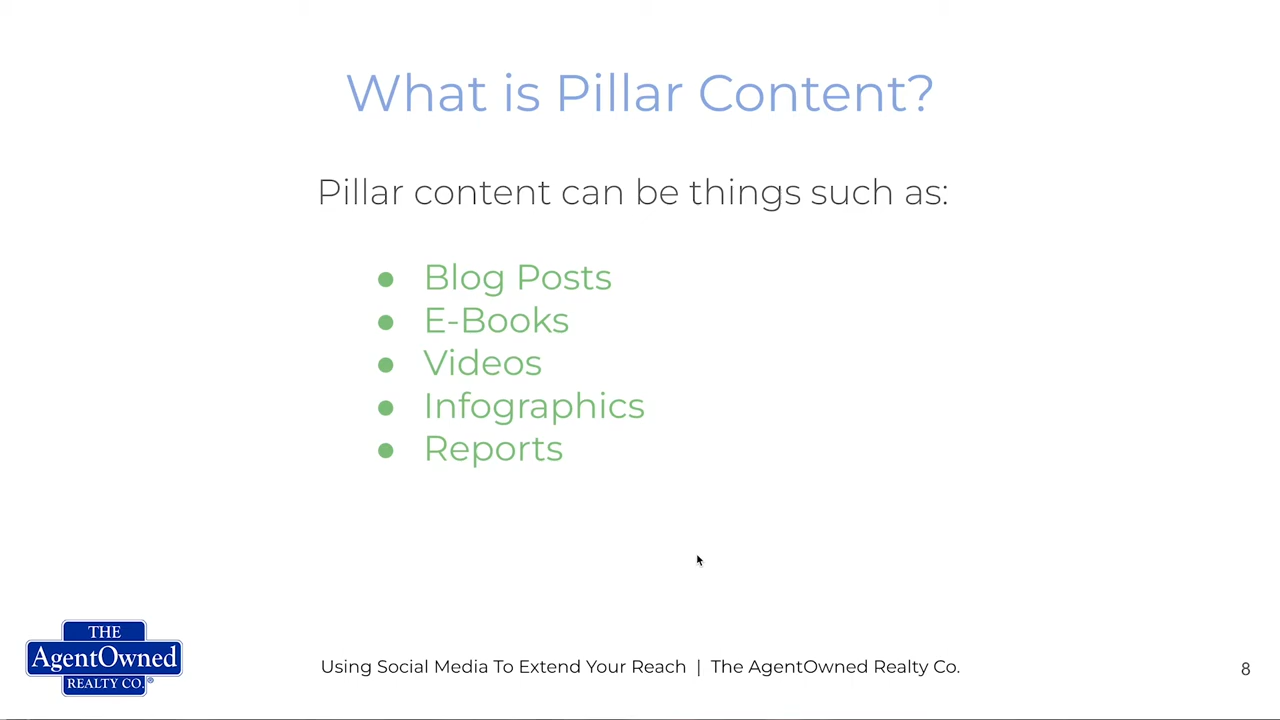 What is Pillar Content?
Pillar content can be things such as:
● Blog Posts
● E-Books
● Videos
● Infographics
● Reports
THE
AgentOwned
REALTY CO.®
Using Social Media To Extend Your Reach | The AgentOwned Realty Co.
8